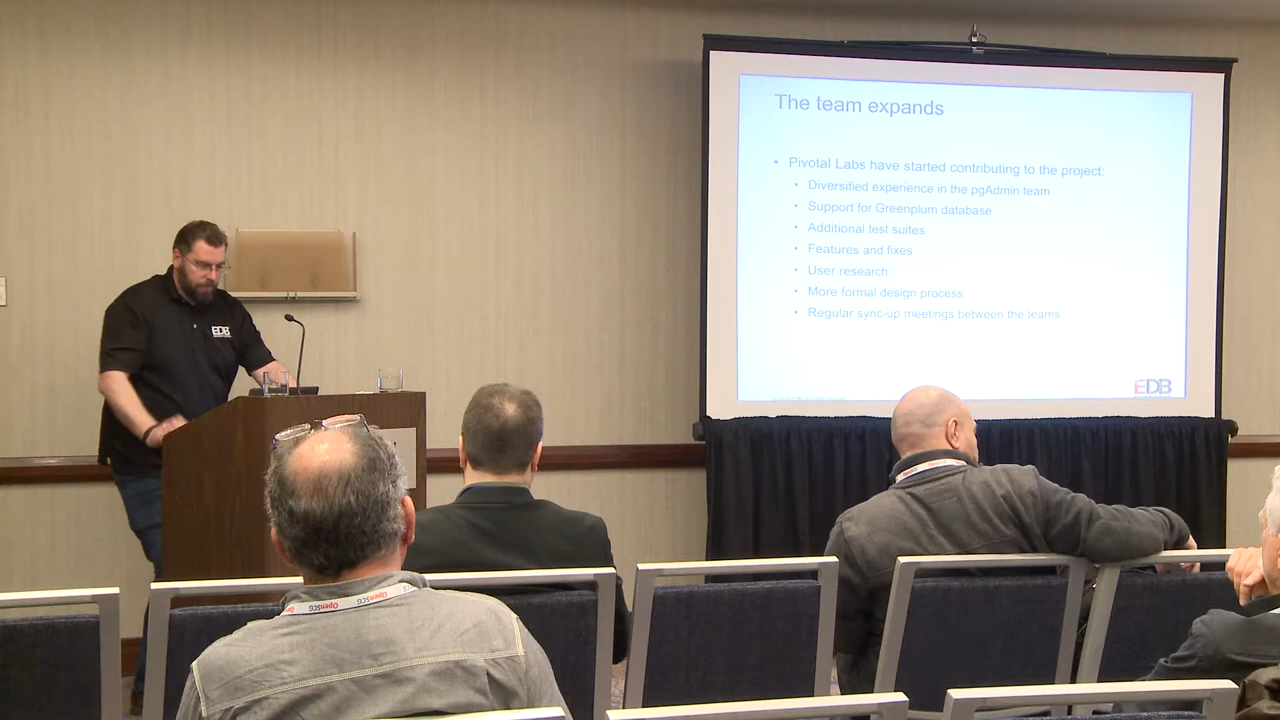 The team expands
• Pivotal Labs have started contributing to the project:
• Diversified experience in the pgAdmin team
• Support for Greenplum database
• Additional test suites
• Features and fixes
• User research
• More formal design process
• Regular sync-up meetings between the teams
EDB
EDB
OpenSCG
OpenSCG